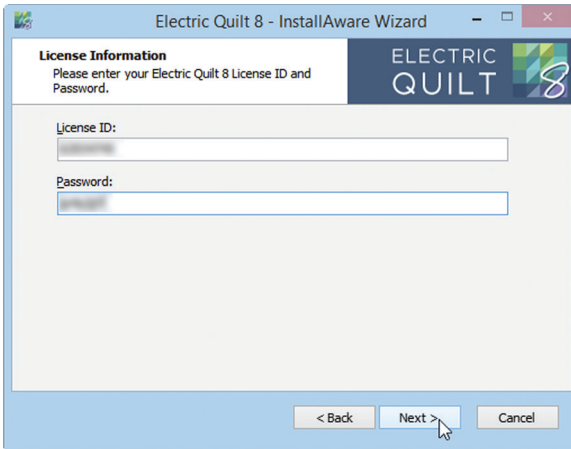 Electric Quilt 8 - InstallAware Wizard
License Information
Please enter your Electric Quilt 8 License ID and
Password.
ELECTRIC
QUILT 8
License ID:
Password:
< Back
Next >
Cancel